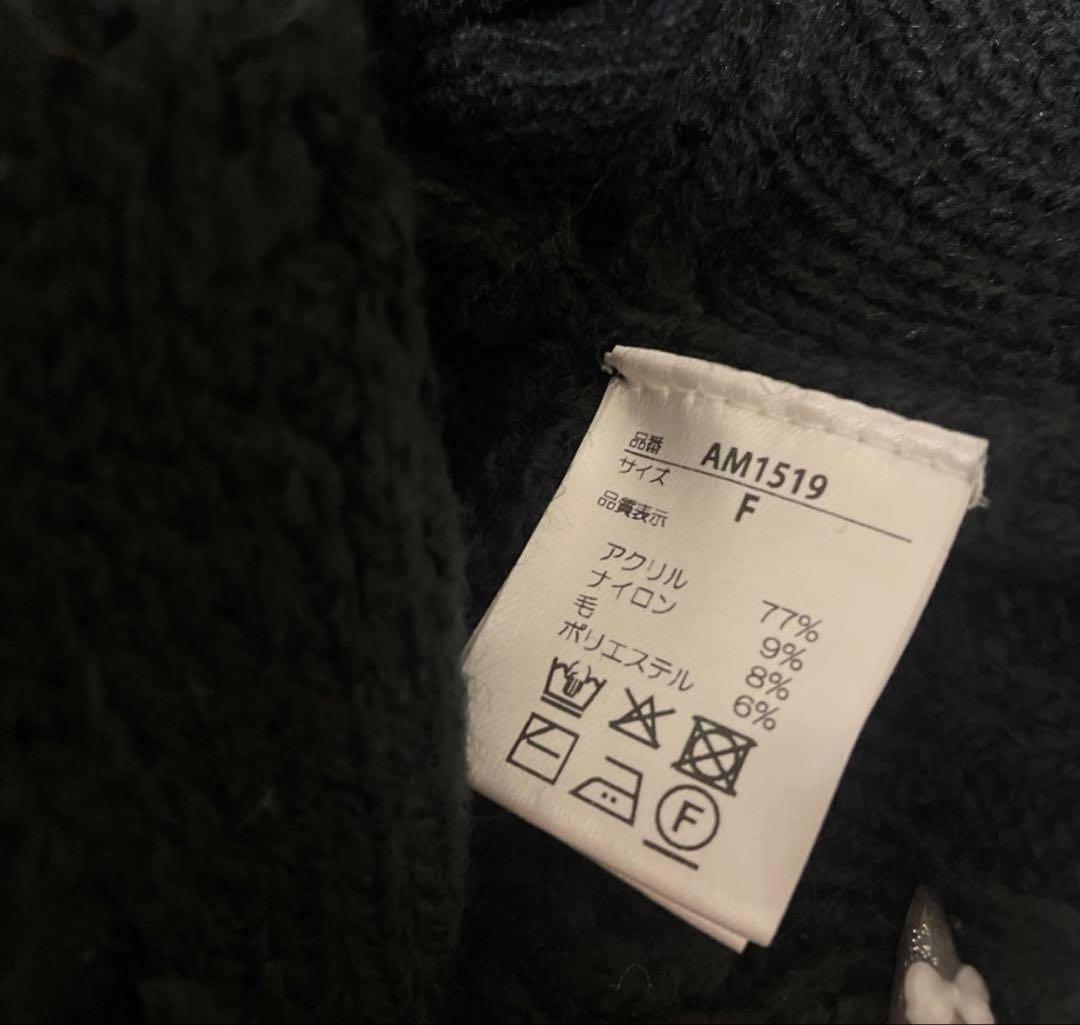 品番 AM1519
サイズ F
品質表示
アクリル 77%
ナイロン 9%
毛 8%
ポリエステル 6%
F